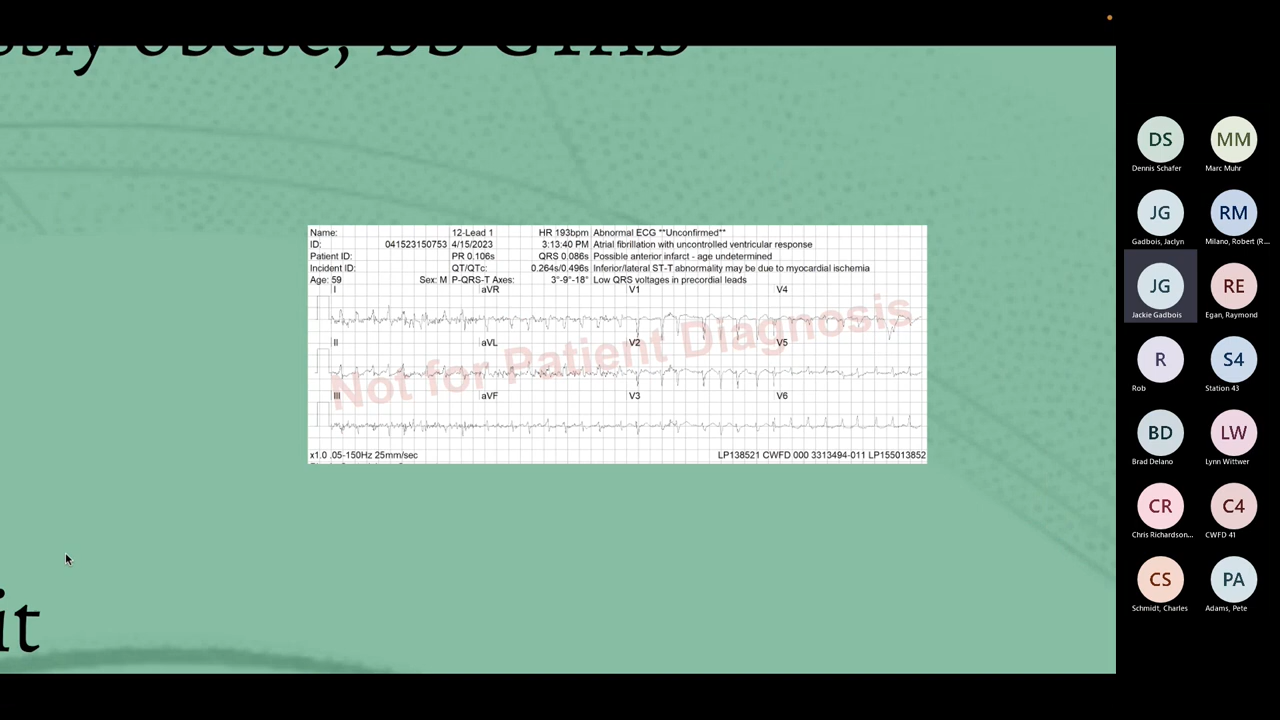 obese, BS CTAB
Name: 12-Lead 1 HR 193bpm Abnormal ECG **Unconfirmed**
ID: 041523150753 4/15/2023 3:13:40 PM Atrial fibrillation with uncontrolled ventricular response
Patient ID: PR 0.106s QRS 0.086s Possible anterior infarct - age undetermined
Incident ID: QT/QTc: 0.264s/0.496s Inferior/lateral ST-T abnormality may be due to myocardial ischemia
Age: 59 Sex: M P-QRS-T Axes: 3°-9°-18° Low QRS voltages in precordial leads
I aVR V1 V4
II aVL V2 V5
III aVF V3 V6
Not for Patient Diagnosis
x1.0 .05-150Hz 25mm/sec LP138521 CWFD 000 3313494-011 LP155013852
it
DS MM
Dennis Schafer Marc Muhr
JG RM
Gadbois, Jaclyn Milano, Robert (R...
JG RE
Jackie Gadbois Egan, Raymond
R S4
Rob Station 43
BD LW
Brad Delano Lynn Wittwer
CR C4
Chris Richardson... CWFD 41
CS PA
Schmidt, Charles Adams, Pete